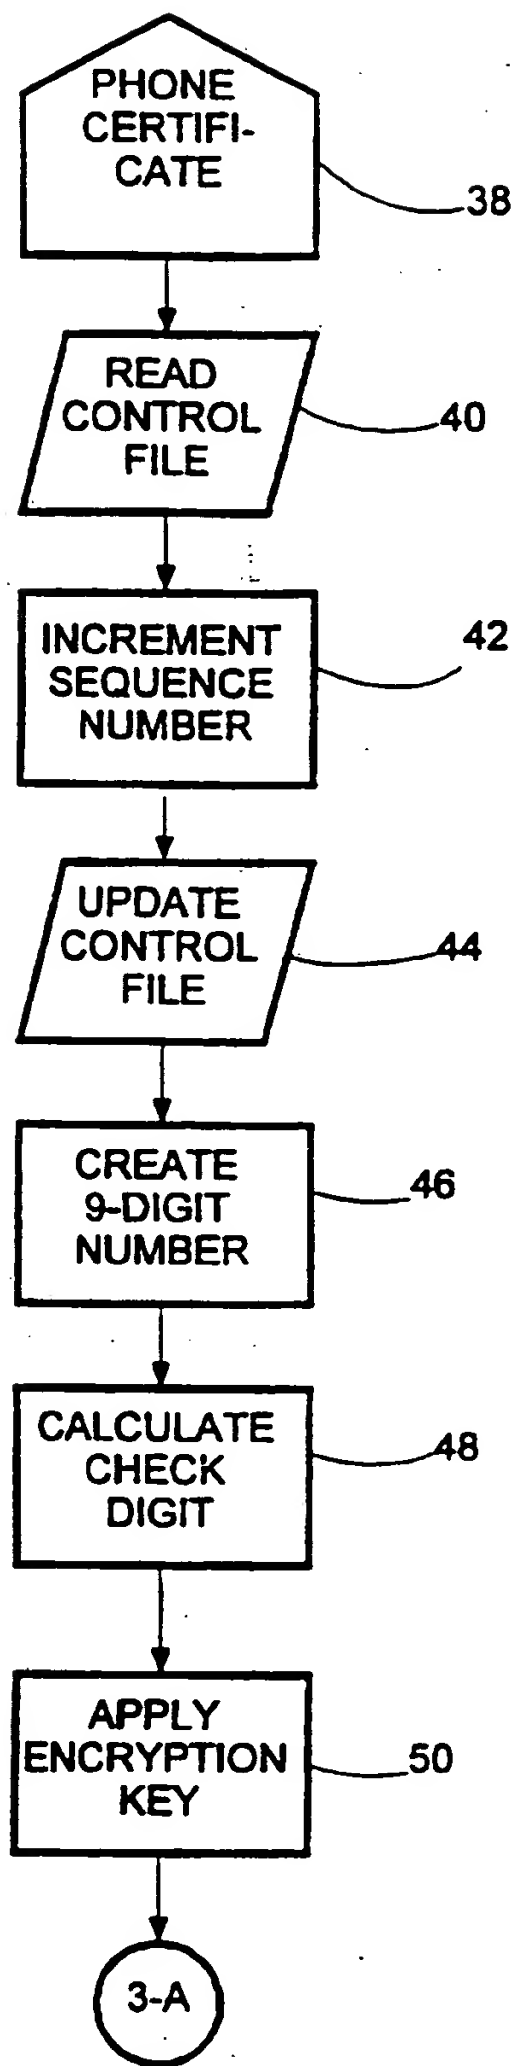 PHONE
CERTIFI-
CATE
38
READ
CONTROL
FILE
40
INCREMENT
SEQUENCE
NUMBER
42
UPDATE
CONTROL
FILE
44
CREATE
9-DIGIT
NUMBER
46
CALCULATE
CHECK
DIGIT
48
APPLY
ENCRYPTION
KEY
50
3-A